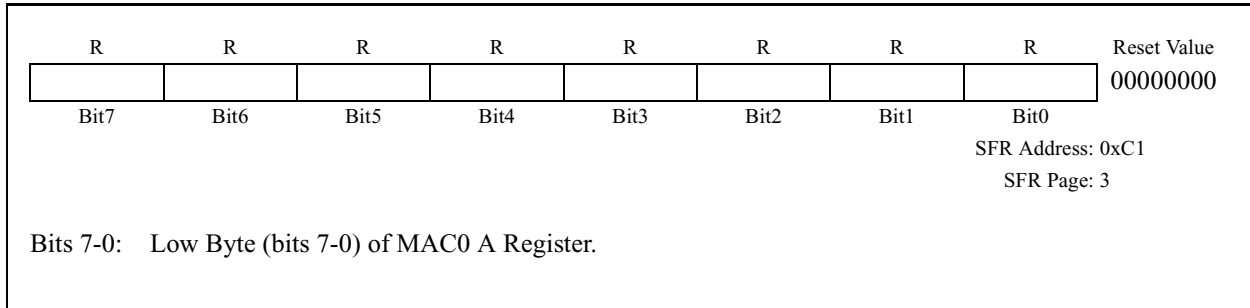 R R R R R R R R Reset Value
00000000
Bit7 Bit6 Bit5 Bit4 Bit3 Bit2 Bit1 Bit0
SFR Address: 0xC1
SFR Page: 3
Bits 7-0: Low Byte (bits 7-0) of MAC0 A Register.